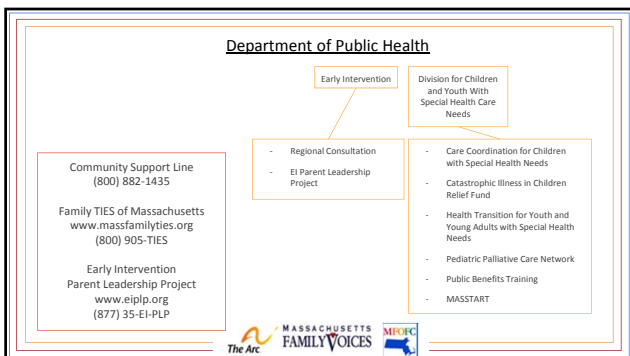 Department of Public Health
Early Intervention
Division for Children
and Youth With
Special Health Care
Needs
- Regional Consultation
- EI Parent Leadership
Project
- Care Coordination for Children
with Special Health Needs
- Catastrophic Illness in Children
Relief Fund
- Health Transition for Youth and
Young Adults with Special Health
Needs
- Pediatric Palliative Care Network
- Public Benefits Training
- MASSTART
Community Support Line
(800) 882-1435
Family TIES of Massachusetts
www.massfamilyties.org
(800) 905-TIES
Early Intervention
Parent Leadership Project
www.eiplp.org
(877) 35-EI-PLP
The Arc
MASSACHUSETTS
FAMILY VOICES
MFOFC